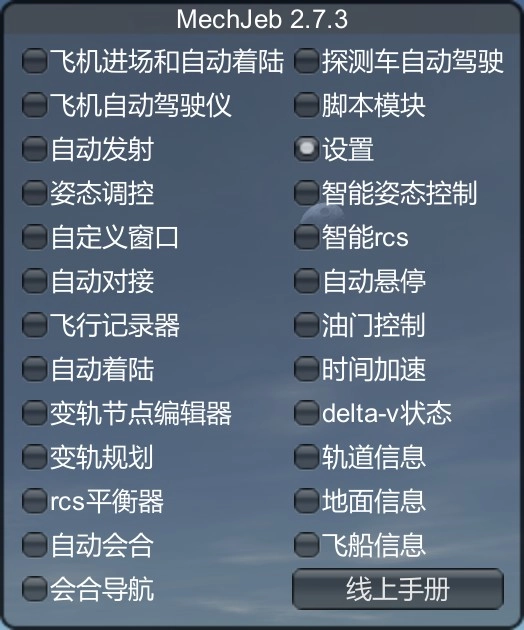 MechJeb 2.7.3
飞机进场和自动着陆
探测车自动驾驶
飞机自动驾驶仪
脚本模块
自动发射
设置
姿态调控
智能姿态控制
自定义窗口
智能rcs
自动对接
自动悬停
飞行记录器
油门控制
自动着陆
时间加速
变轨节点编辑器
delta-v状态
变轨规划
轨道信息
rcs平衡器
地面信息
自动会合
飞船信息
会合导航
线上手册